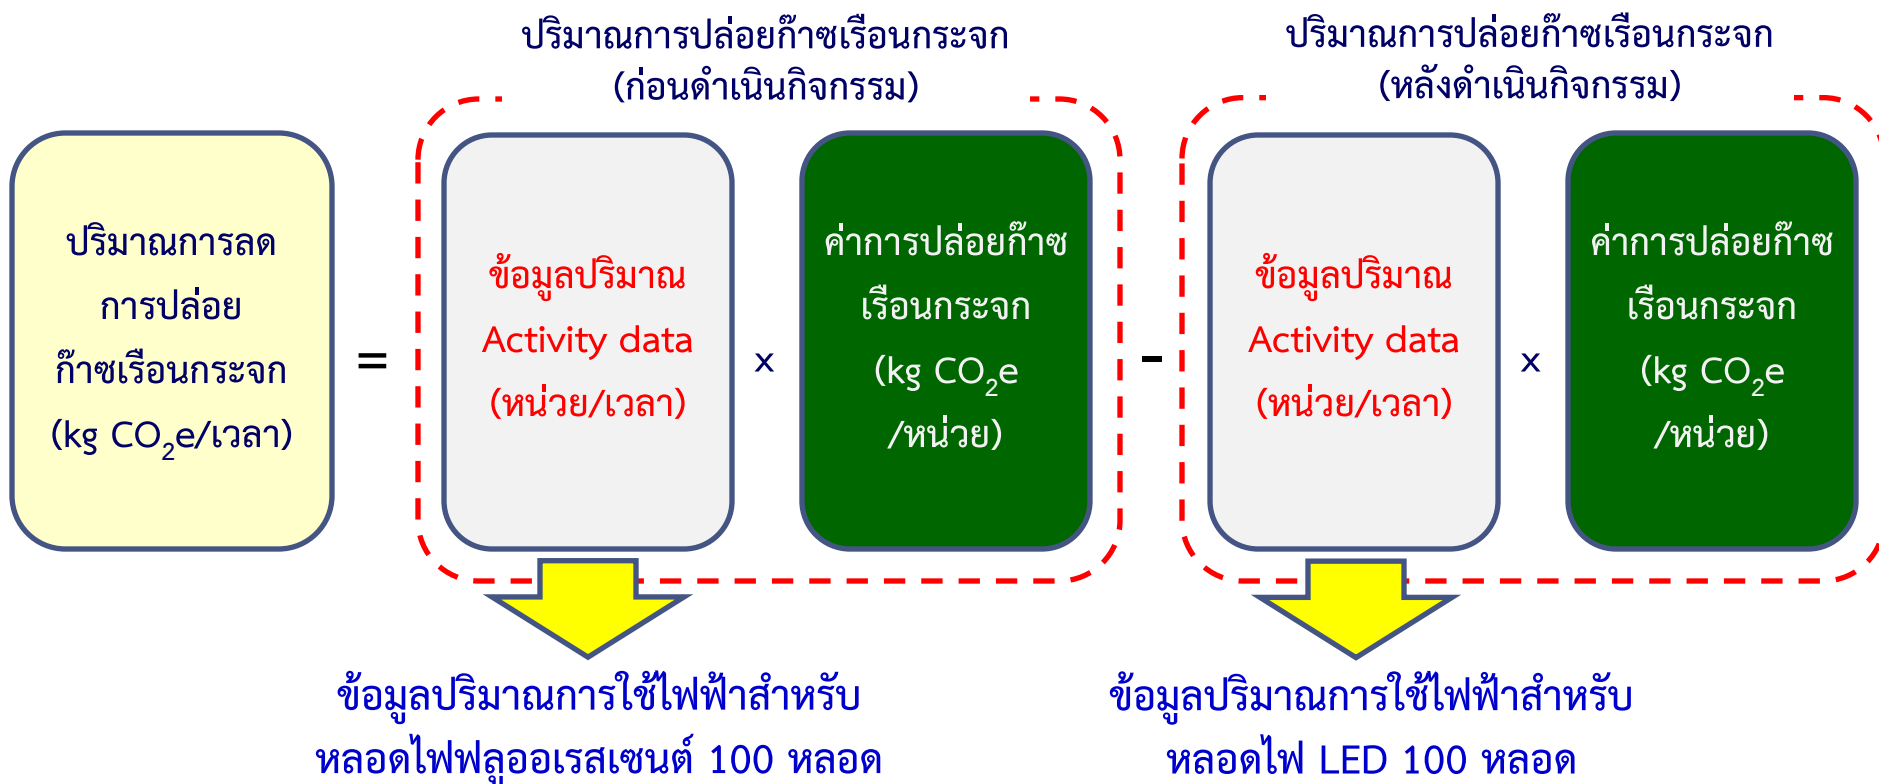 ปริมาณการปล่อยก๊าซเรือนกระจก
(ก่อนดำเนินกิจกรรม)
ปริมาณการปล่อยก๊าซเรือนกระจก
(หลังดำเนินกิจกรรม)
ปริมาณการลด
การปล่อย
ก๊าซเรือนกระจก
(kg CO₂e/เวลา)
=
ข้อมูลปริมาณ
Activity data
(หน่วย/เวลา)
x
ค่าการปล่อยก๊าซ
เรือนกระจก
(kg CO₂e
/หน่วย)
-
ข้อมูลปริมาณ
Activity data
(หน่วย/เวลา)
x
ค่าการปล่อยก๊าซ
เรือนกระจก
(kg CO₂e
/หน่วย)
ข้อมูลปริมาณการใช้ไฟฟ้าสำหรับ
หลอดไฟฟลูออเรสเซนต์ 100 หลอด
ข้อมูลปริมาณการใช้ไฟฟ้าสำหรับ
หลอดไฟ LED 100 หลอด